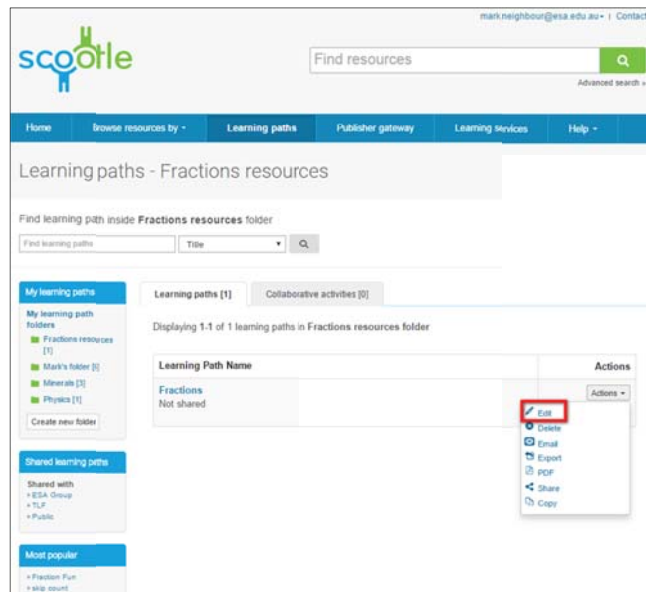 mark.neighbour@esa.edu.au | Contact
scootle
Find resources
Advanced search »
Home Browse resources by Learning paths Publisher gateway Learning services Help
Learning paths - Fractions resources
Find learning path inside Fractions resources folder
Find learning paths Title
My learning paths
My learning path
folders
Fractions resources
[1]
Mark's folder
Minerals [3]
Physics [1]
Create new folder
Shared learning paths
Shared with
ESA Group
TLF
Public
Most popular
Fraction Fun
skip count
Learning paths [1] Collaborative activities [0]
Displaying 1-1 of 1 learning paths in Fractions resources folder
Learning Path Name Actions
Fractions Actions
Not shared
Edit
Delete
Email
Export
PDF
Share
Copy